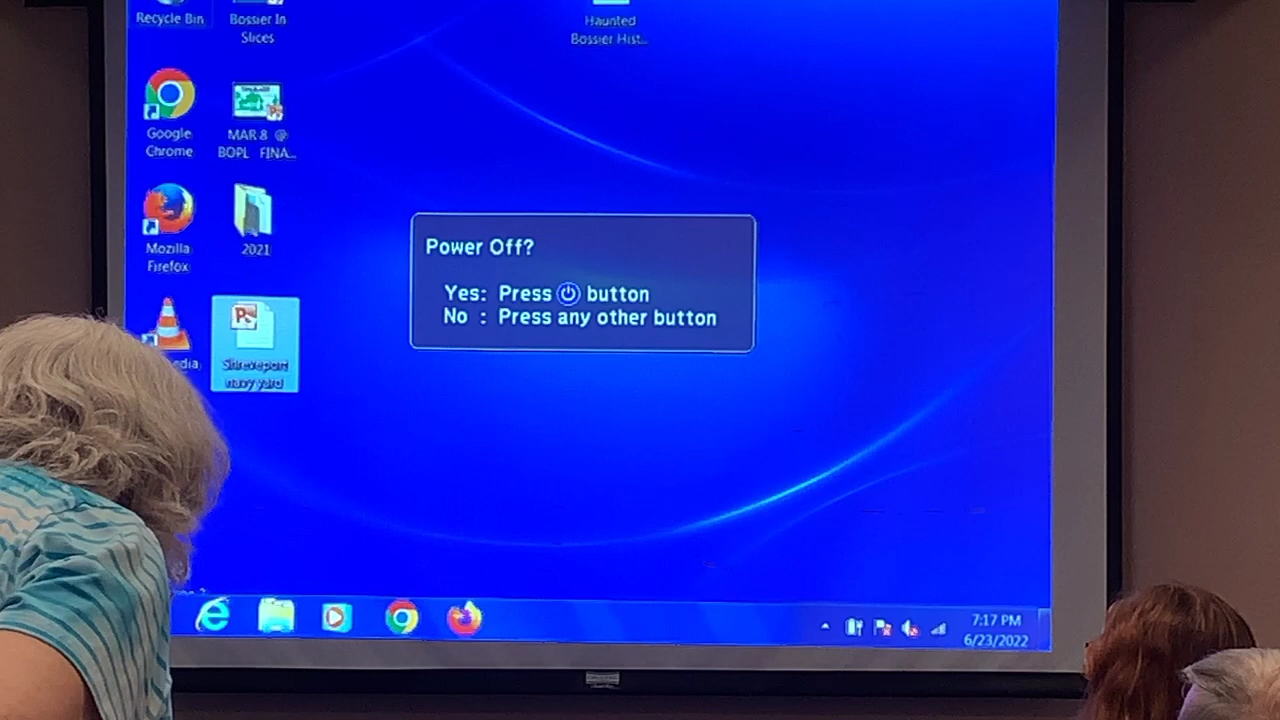 Recycle Bin
Bossier In
Slices
Haunted
Bossier Hist...
Google
Chrome
MAR 8 @
BOPL FINA...
Mozilla
Firefox
2021
Power Off?
Yes: Press button
No : Press any other button
Shreveport
navy yard
7:17 PM
6/23/2022